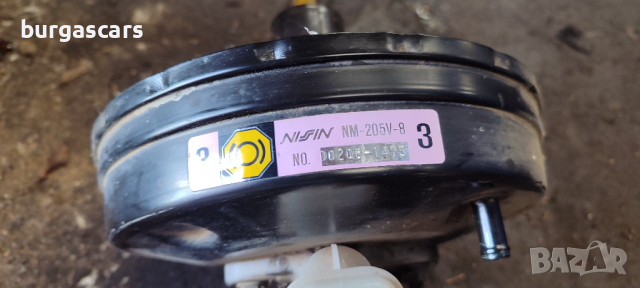 burgascars
NISSIN NM-205V-8 3
NO.
BAZAR